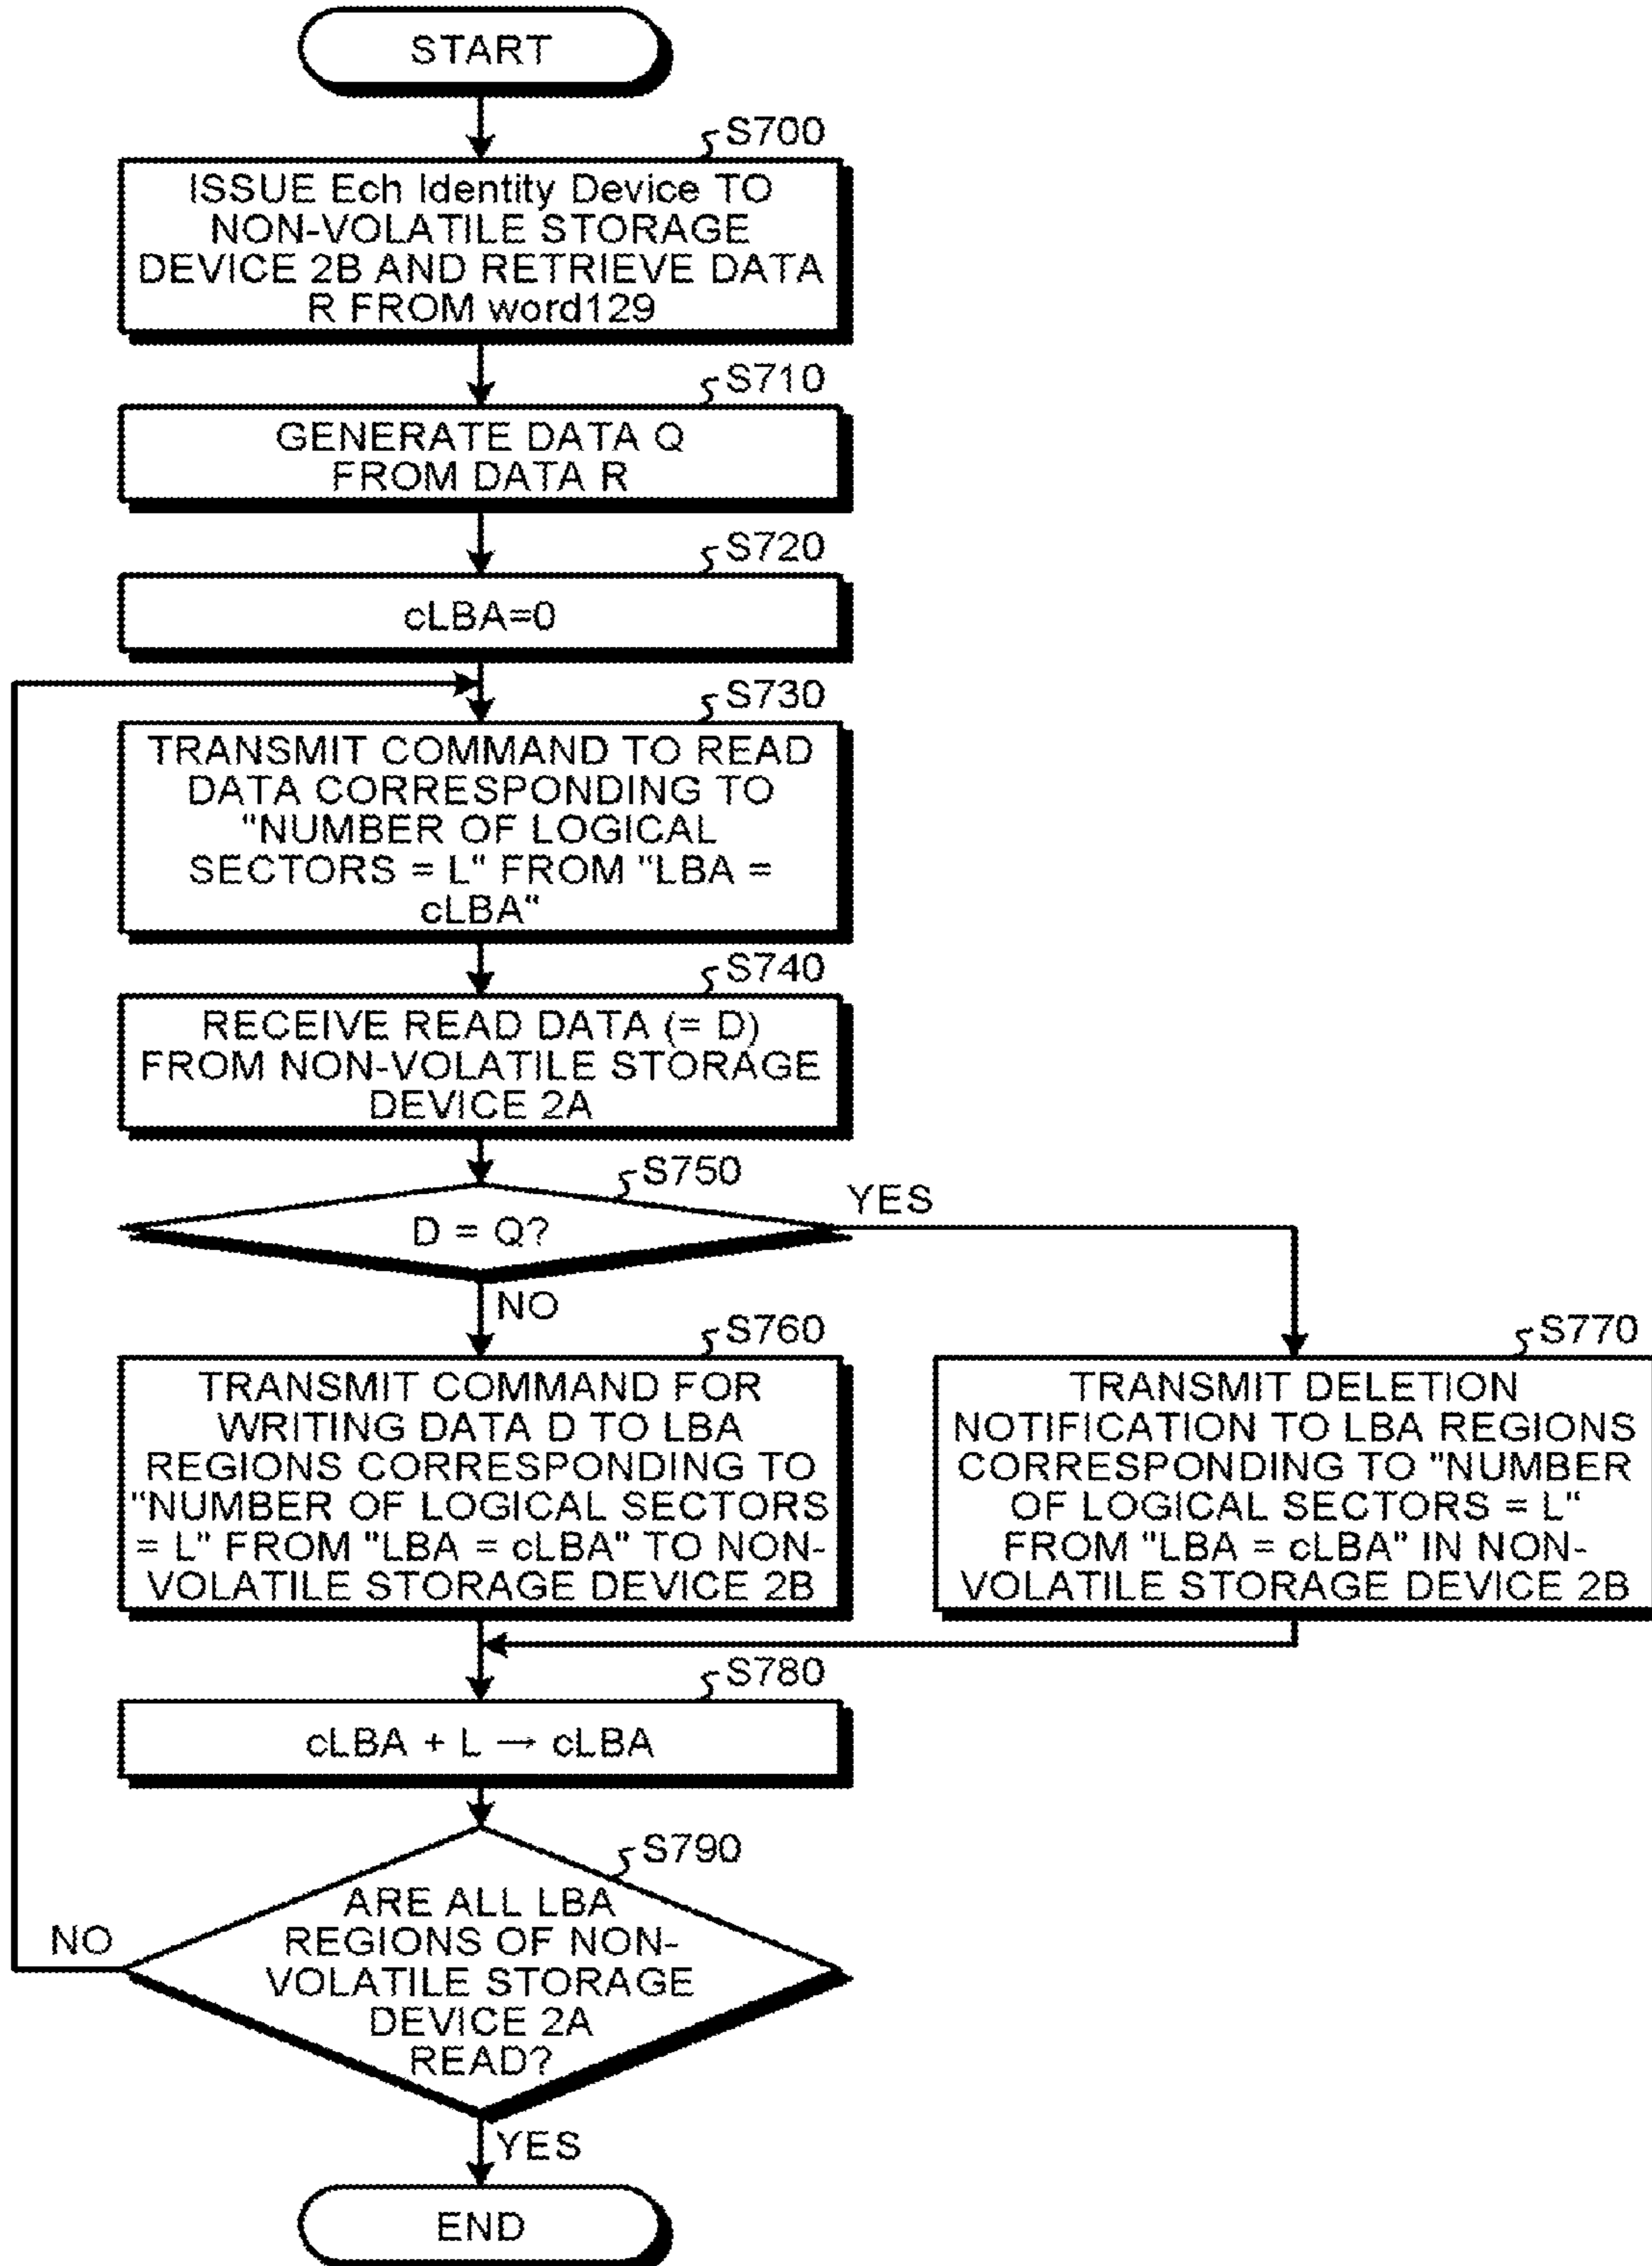 START
S700
ISSUE Ech Identity Device TO
NON-VOLATILE STORAGE
DEVICE 2B AND RETRIEVE DATA
R FROM word129
S710
GENERATE DATA Q
FROM DATA R
S720
cLBA=0
S730
TRANSMIT COMMAND TO READ
DATA CORRESPONDING TO
"NUMBER OF LOGICAL
SECTORS = L" FROM "LBA =
cLBA"
S740
RECEIVE READ DATA (= D)
FROM NON-VOLATILE STORAGE
DEVICE 2A
S750
YES
D = Q?
NO
S760
TRANSMIT COMMAND FOR
WRITING DATA D TO LBA
REGIONS CORRESPONDING TO
"NUMBER OF LOGICAL SECTORS
= L" FROM "LBA = cLBA" TO NON-
VOLATILE STORAGE DEVICE 2B
S770
TRANSMIT DELETION
NOTIFICATION TO LBA REGIONS
CORRESPONDING TO "NUMBER
OF LOGICAL SECTORS = L"
FROM "LBA = cLBA" IN NON-
VOLATILE STORAGE DEVICE 2B
S780
cLBA + L → cLBA
S790
ARE ALL LBA
REGIONS OF NON-
VOLATILE STORAGE
DEVICE 2A
READ?
NO
YES
END